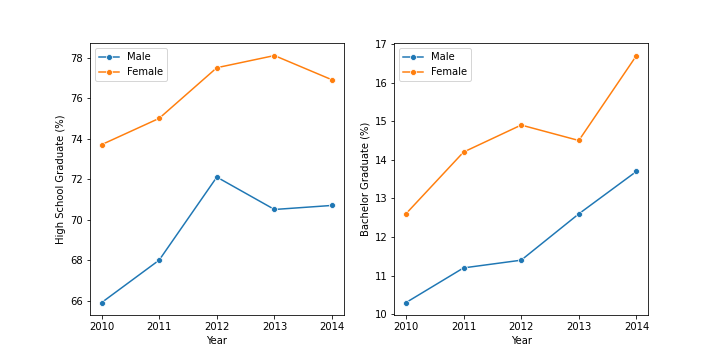 Male
Female
High School Graduate (%)
78
76
74
72
70
68
66
2010 2011 2012 2013 2014
Year
Male
Female
Bachelor Graduate (%)
17
16
15
14
13
12
11
10
2010 2011 2012 2013 2014
Year